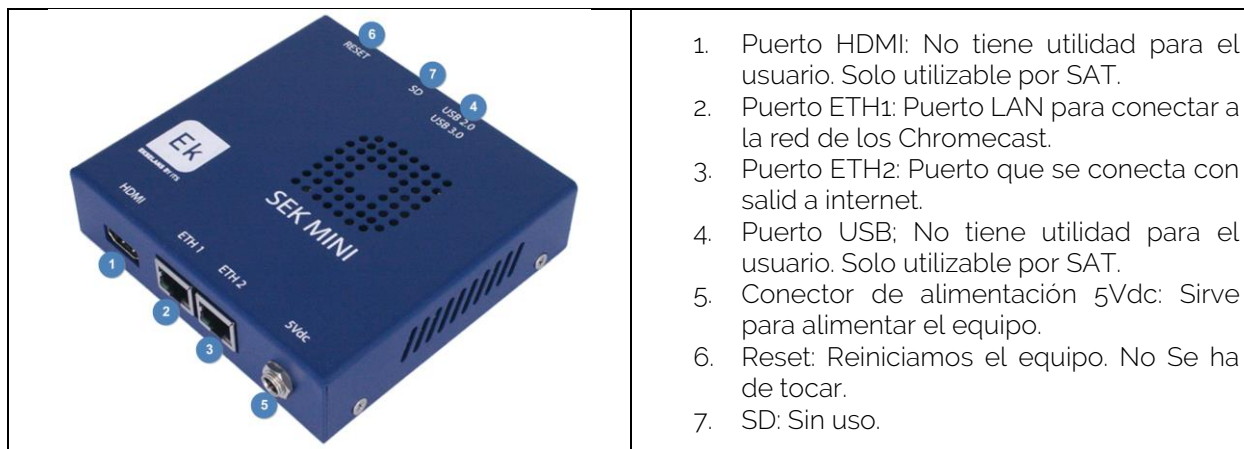 6
RESET
7
SD
4
USB 2.0
USB 3.0
Ek
EKSELANS BY ITS
HDMI
SEK MINI
ETH 1
1
ETH 2
2
5Vdc
3
5
1. Puerto HDMI: No tiene utilidad para el
usuario. Solo utilizable por SAT.
2. Puerto ETH1: Puerto LAN para conectar a
la red de los Chromecast.
3. Puerto ETH2: Puerto que se conecta con
salid a internet.
4. Puerto USB; No tiene utilidad para el
usuario. Solo utilizable por SAT.
5. Conector de alimentación 5Vdc: Sirve
para alimentar el equipo.
6. Reset: Reiniciamos el equipo. No Se ha
de tocar.
7. SD: Sin uso.